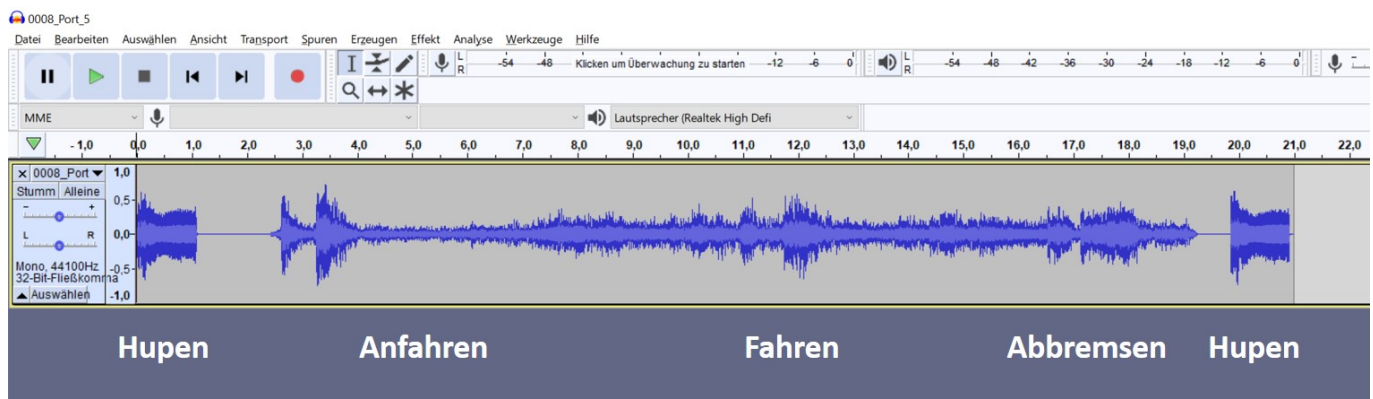 0008_Port_5
Datei Bearbeiten Auswählen Ansicht Transport Spuren Erzeugen Effekt Analyse Werkzeuge Hilfe
L R -54 -48 Klicken um Überwachung zu starten -12 -6 0 L R -54 -48 -42 -36 -30 -24 -18 -12 -6 0
MME Lautsprecher (Realtek High Defi
- 1,0 0,0 1,0 2,0 3,0 4,0 5,0 6,0 7,0 8,0 9,0 10,0 11,0 12,0 13,0 14,0 15,0 16,0 17,0 18,0 19,0 20,0 21,0 22,0
0008_Port 1,0
Stumm Alleine
- + 0,5
L R 0,0
Mono, 44100Hz -0,5
32-Bit-Fließkomma
Auswählen -1,0
Hupen Anfahren Fahren Abbremsen Hupen